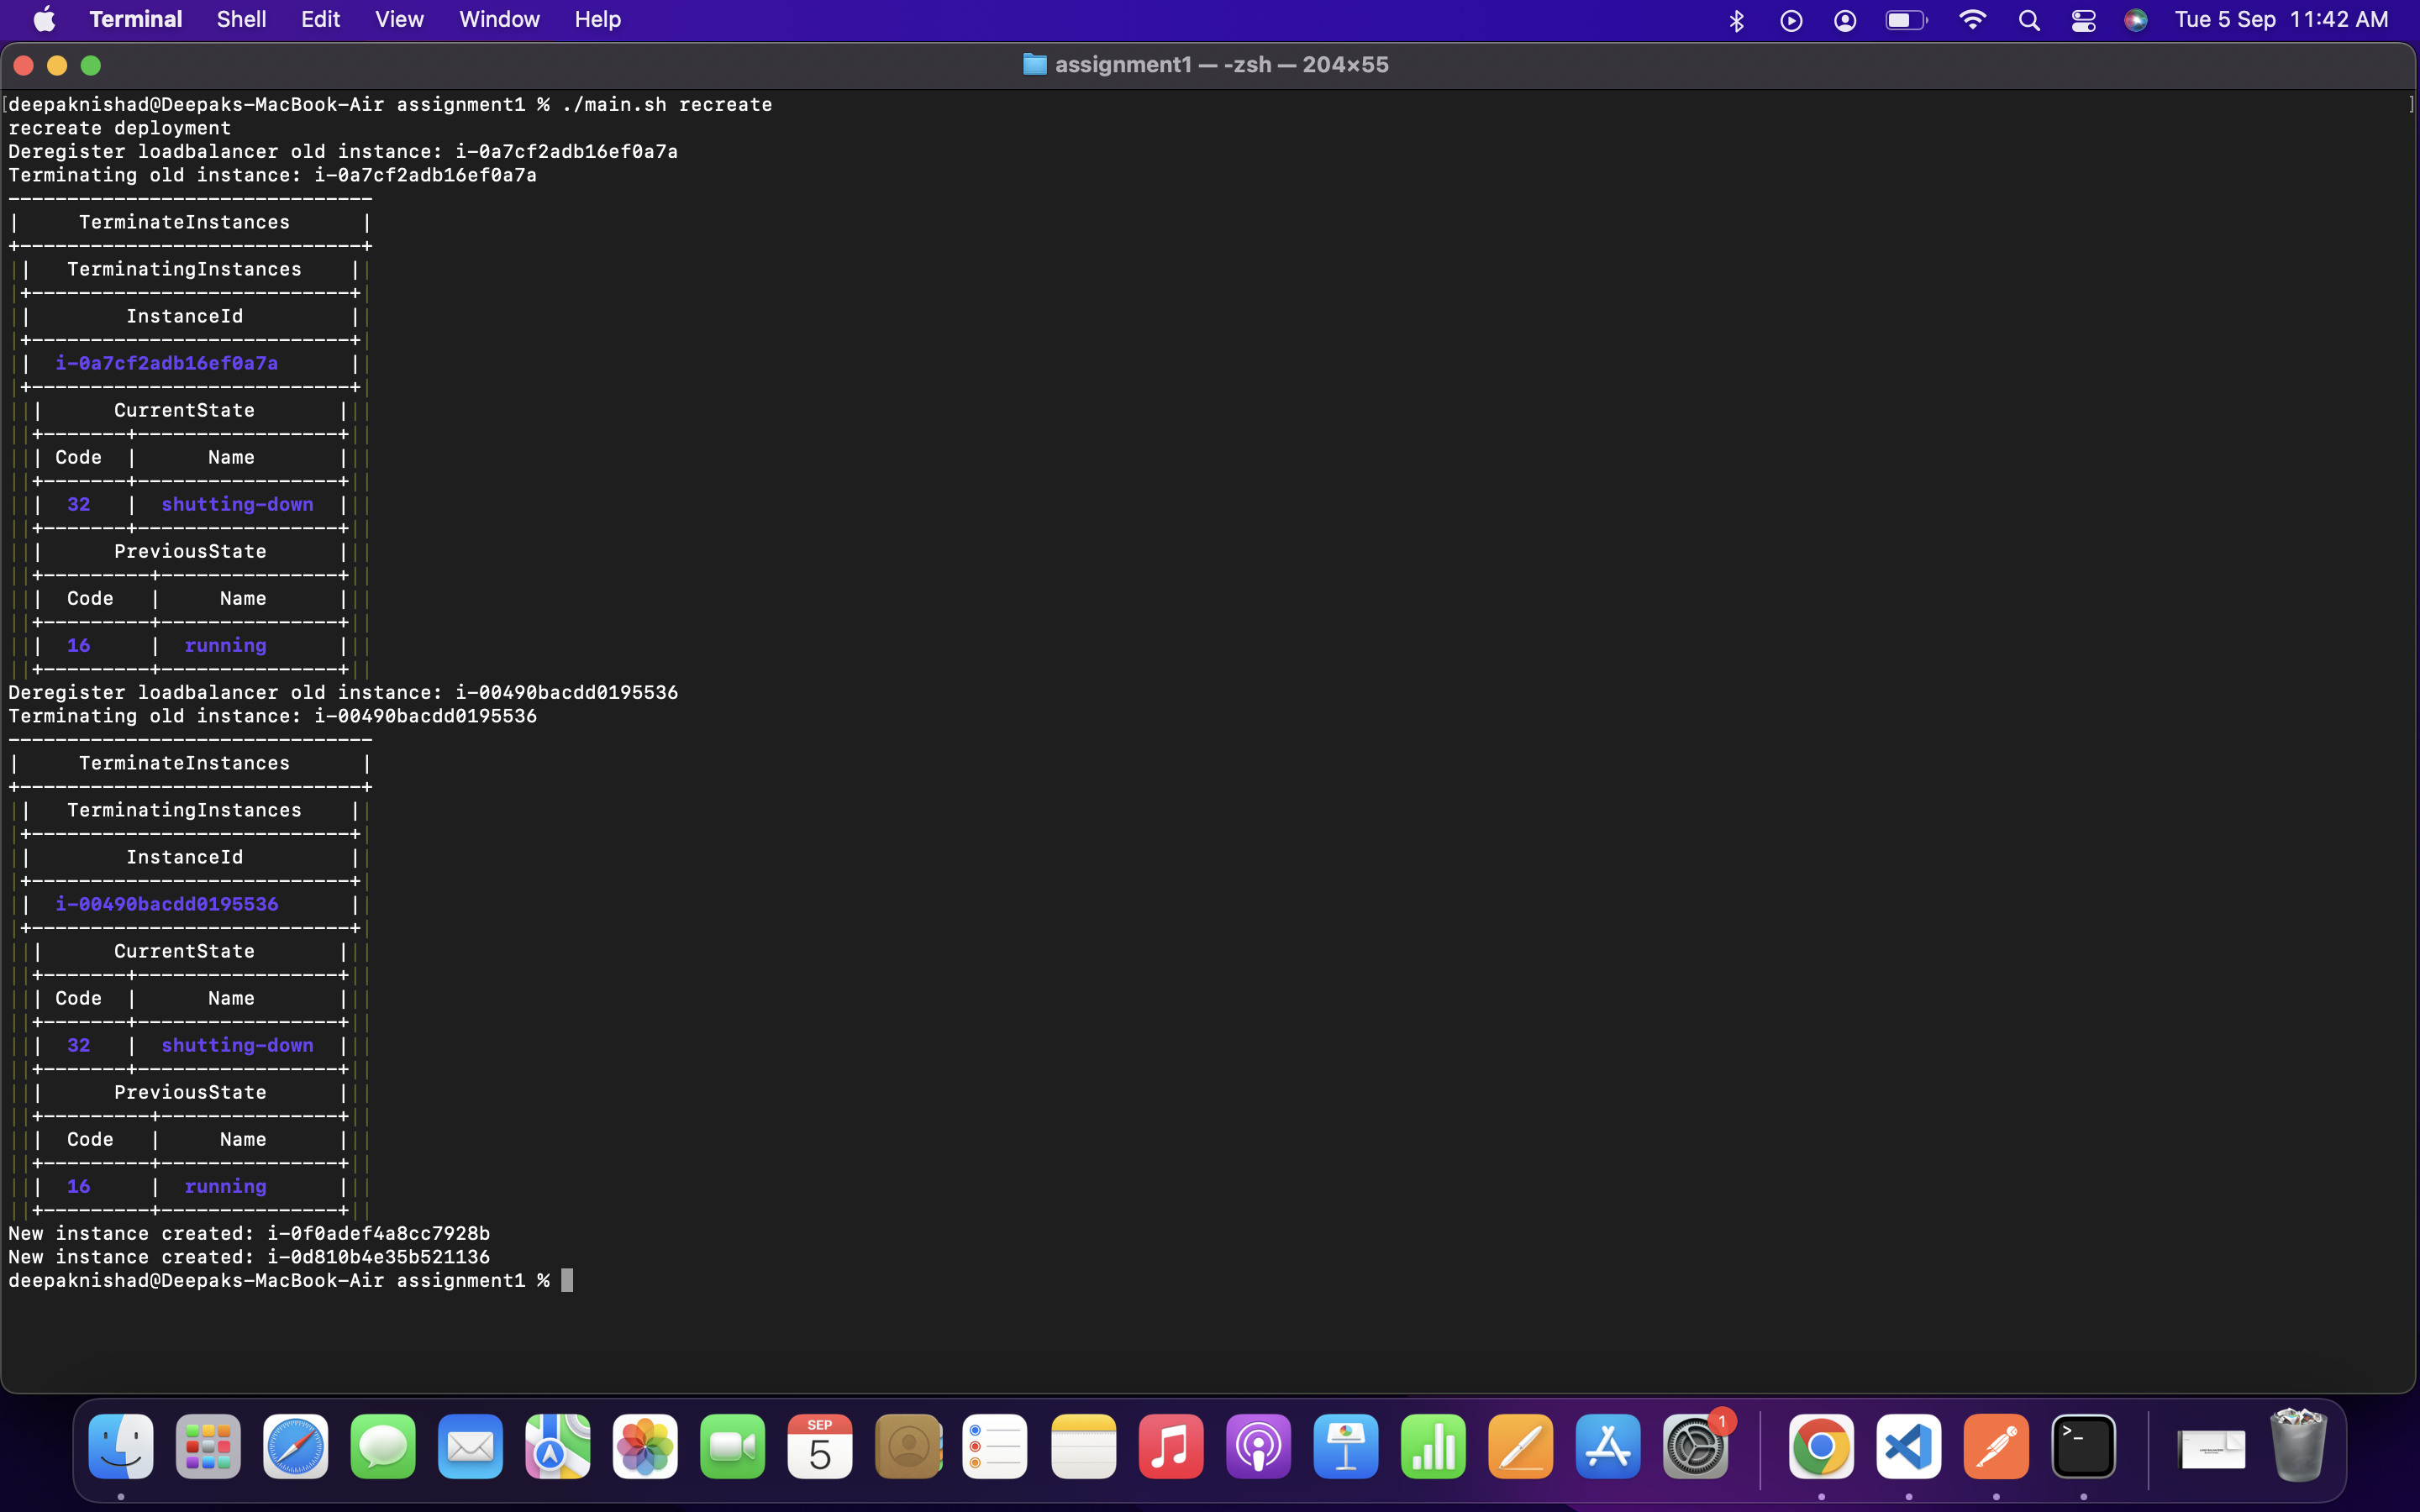 Terminal Shell Edit View Window Help Tue 5 Sep 11:42 AM
assignment1 — -zsh — 204×55
[deepaknishad@Deepaks-MacBook-Air assignment1 % ./main.sh recreate ]
recreate deployment
Deregister loadbalancer old instance: i-0a7cf2adb16ef0a7a
Terminating old instance: i-0a7cf2adb16ef0a7a
-------------------------------
|     TerminateInstances      |
+-----------------------------+
||   TerminatingInstances    ||
|+---------------------------+|
||        InstanceId         ||
|+---------------------------+|
||  i-0a7cf2adb16ef0a7a      ||
|+---------------------------+|
|||      CurrentState       |||
||+-------+-----------------+||
||| Code  |      Name       |||
||+-------+-----------------+||
|||  32   |  shutting-down  |||
||+-------+-----------------+||
|||      PreviousState      |||
||+---------+---------------+||
|||  Code   |     Name      |||
||+---------+---------------+||
|||  16     |  running      |||
||+---------+---------------+||
Deregister loadbalancer old instance: i-00490bacdd0195536
Terminating old instance: i-00490bacdd0195536
-------------------------------
|     TerminateInstances      |
+-----------------------------+
||   TerminatingInstances    ||
|+---------------------------+|
||        InstanceId         ||
|+---------------------------+|
||  i-00490bacdd0195536      ||
|+---------------------------+|
|||      CurrentState       |||
||+-------+-----------------+||
||| Code  |      Name       |||
||+-------+-----------------+||
|||  32   |  shutting-down  |||
||+-------+-----------------+||
|||      PreviousState      |||
||+---------+---------------+||
|||  Code   |     Name      |||
||+---------+---------------+||
|||  16     |  running      |||
||+---------+---------------+||
New instance created: i-0f0adef4a8cc7928b
New instance created: i-0d810b4e35b521136
deepaknishad@Deepaks-MacBook-Air assignment1 %
SEP
5
1
>_